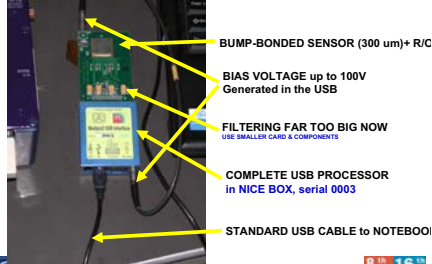 BUMP-BONDED SENSOR (300 um)+ R/O
BIAS VOLTAGE up to 100V
Generated in the USB
FILTERING FAR TOO BIG NOW
USE SMALLER CARD & COMPONENTS
COMPLETE USB PROCESSOR
in NICE BOX, serial 0003
STANDARD USB CABLE to NOTEBOO